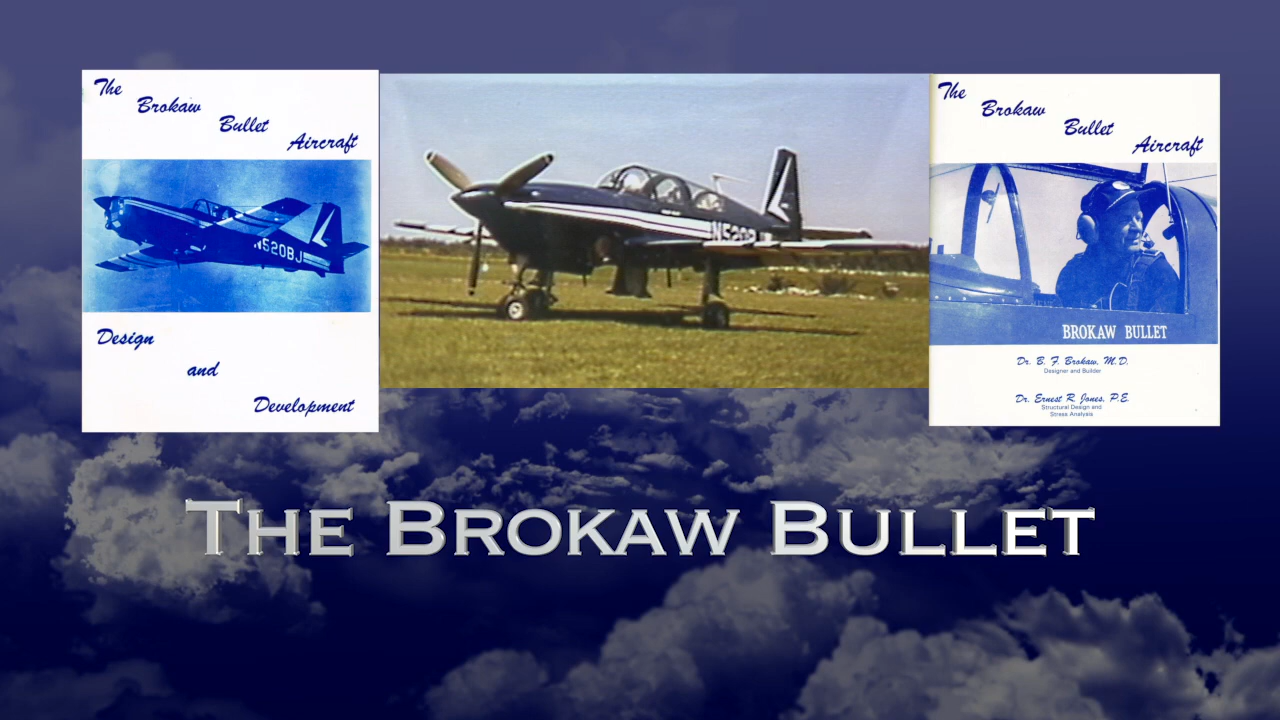 The
Brokaw
Bullet
Aircraft
N520BJ
Design
and
Development
The
Brokaw
Bullet
Aircraft
BROKAW BULLET
Dr. B. F. Brokaw, M.D.
Designer and Builder
Dr. Ernest R. Jones, P.E.
Structural Design and
Stress Analysis
THE BROKAW BULLET